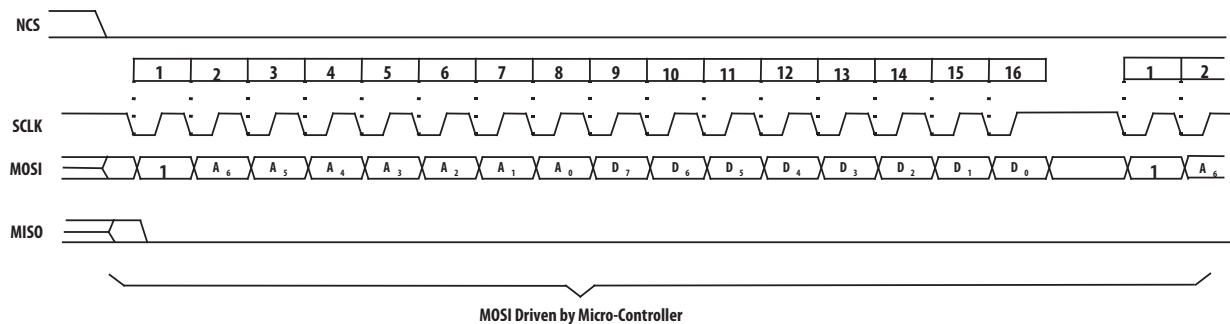 NCS
1 2 3 4 5 6 7 8 9 10 11 12 13 14 15 16 1 2
SCLK
MOSI 1 A6 A5 A4 A3 A2 A1 A0 D7 D6 D5 D4 D3 D2 D1 D0 1 A6
MISO
MOSI Driven by Micro-Controller